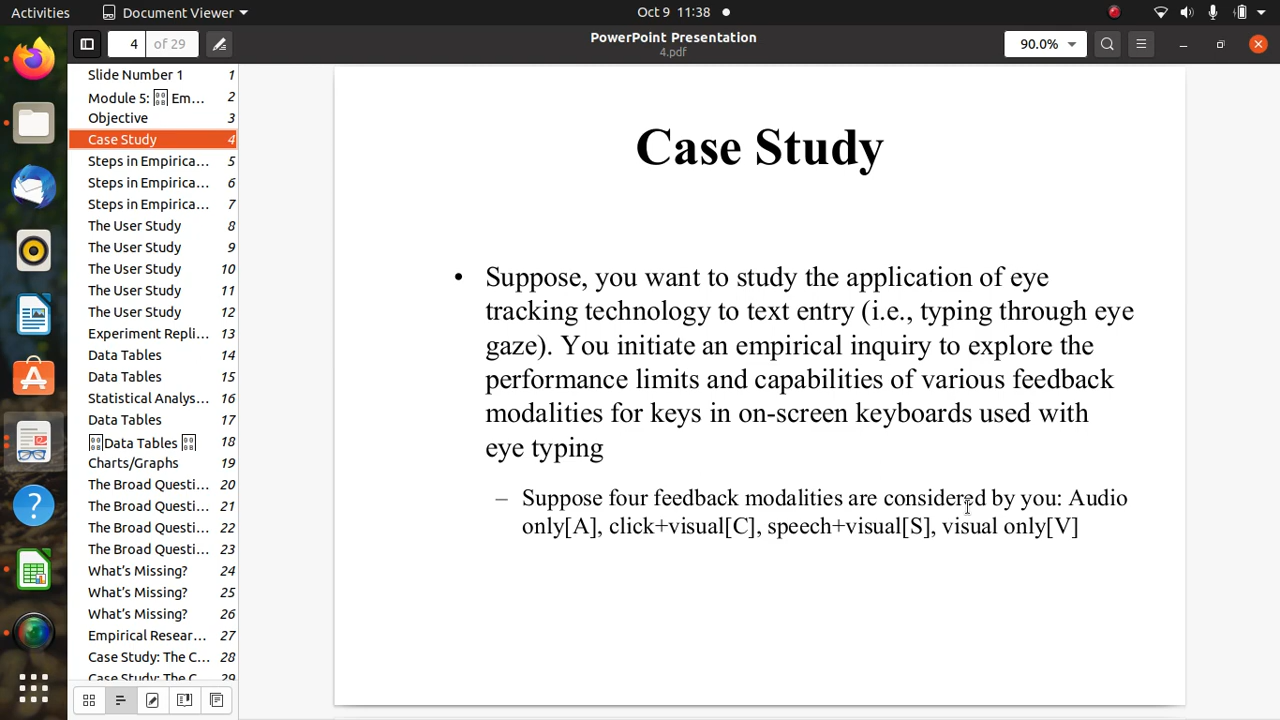 Activities
Document Viewer
Oct 9 11:38
4 of 29
PowerPoint Presentation
4.pdf
90.0%
Slide Number 1 1
Module 5: Em... 2
Objective 3
Case Study 4
Steps in Empirica... 5
Steps in Empirica... 6
Steps in Empirica... 7
The User Study 8
The User Study 9
The User Study 10
The User Study 11
The User Study 12
Experiment Repli... 13
Data Tables 14
Data Tables 15
Statistical Analys... 16
Data Tables 17
Data Tables 18
Charts/Graphs 19
The Broad Questi... 20
The Broad Questi... 21
The Broad Questi... 22
The Broad Questi... 23
What's Missing? 24
What's Missing? 25
What's Missing? 26
Empirical Resear... 27
Case Study: The C... 28
Case Study: The C... 29
Case Study
• Suppose, you want to study the application of eye
tracking technology to text entry (i.e., typing through eye
gaze). You initiate an empirical inquiry to explore the
performance limits and capabilities of various feedback
modalities for keys in on-screen keyboards used with
eye typing
– Suppose four feedback modalities are considered by you: Audio
only[A], click+visual[C], speech+visual[S], visual only[V]